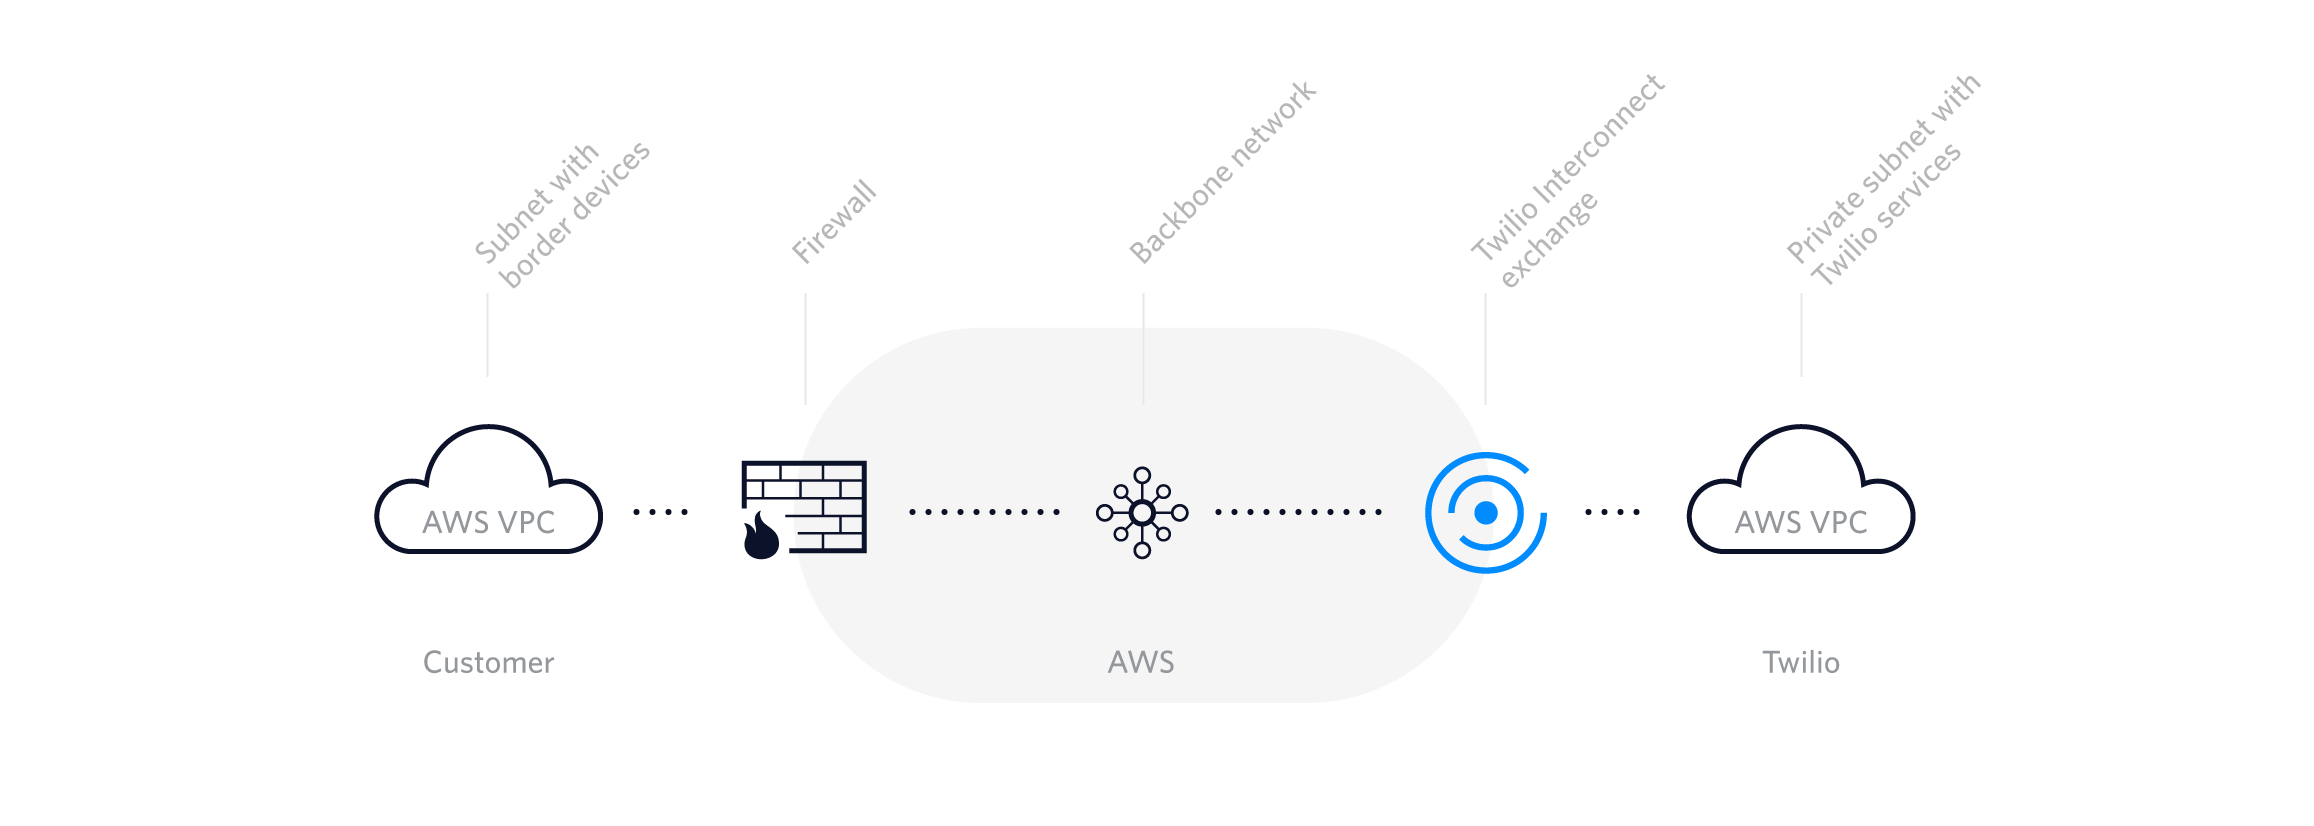 Subnet with
border devices
Firewall
Backbone network
Twilio Interconnect
exchange
Private subnet with
Twilio services
AWS VPC
AWS VPC
Customer
AWS
Twilio